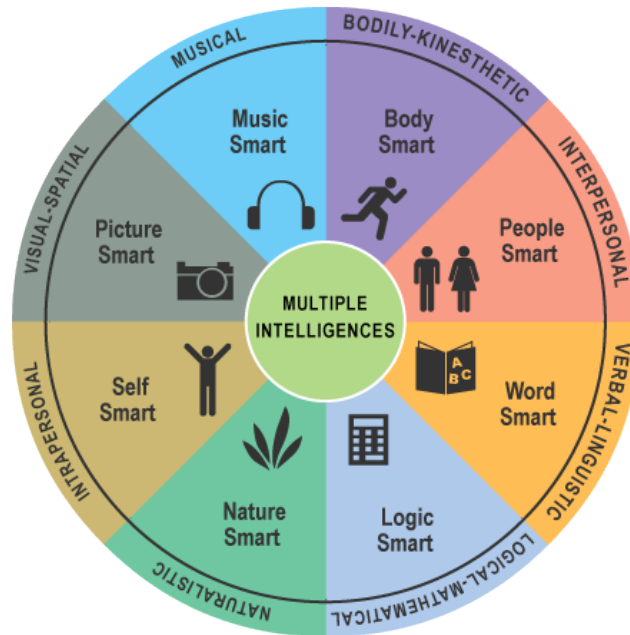 MUSICAL
Music
Smart
BODILY-KINESTHETIC
Body
Smart
INTERPERSONAL
People
Smart
VERBAL-LINGUISTIC
A
B C
Word
Smart
LOGICAL-MATHEMATICAL
Logic
Smart
NATURALISTIC
Nature
Smart
INTRAPERSONAL
Self
Smart
VISUAL-SPATIAL
Picture
Smart
MULTIPLE
INTELLIGENCES